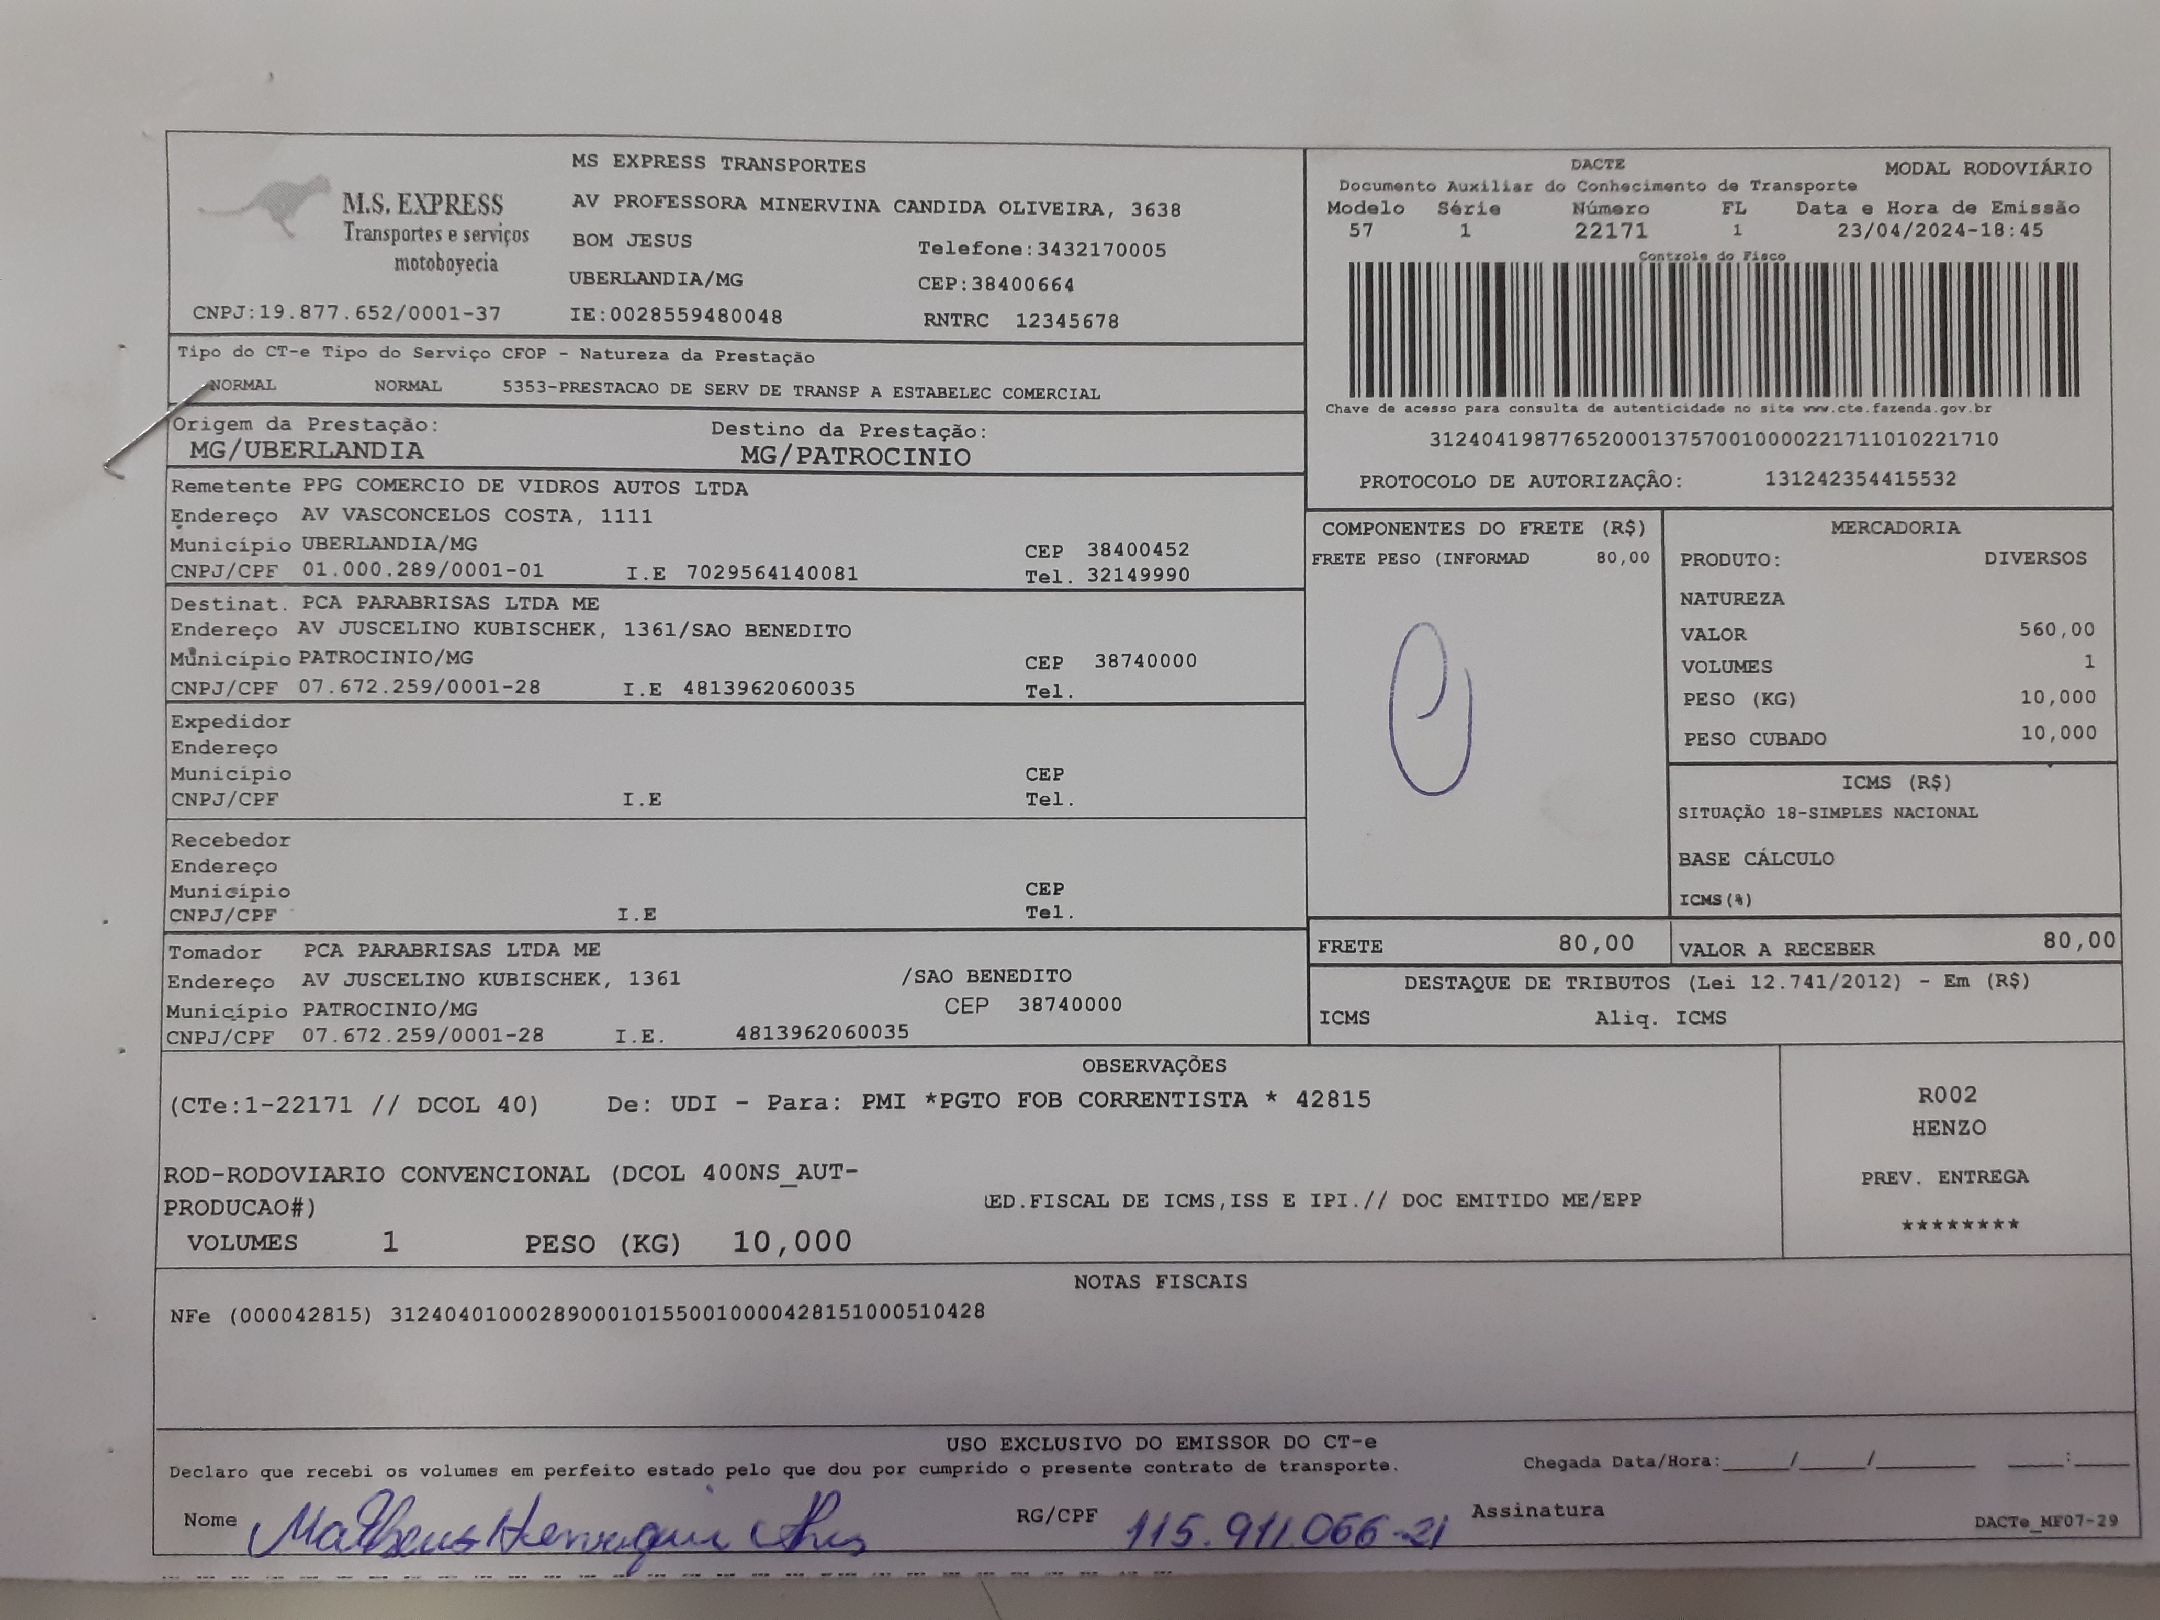 M.S. EXPRESS
Transportes e serviços
motoboyecia
CNPJ:19.877.652/0001-37
MS EXPRESS TRANSPORTES
AV PROFESSORA MINERVINA CANDIDA OLIVEIRA, 3638
BOM JESUS Telefone:3432170005
UBERLANDIA/MG CEP:38400664
IE:0028559480048 RNTRC 12345678
DACTE MODAL RODOVIÁRIO
Documento Auxiliar do Conhecimento de Transporte
Modelo Série Número FL Data e Hora de Emissão
57 1 22171 1 23/04/2024-18:45
Controle do Fisco
Chave de acesso para consulta de autenticidade no site www.cte.fazenda.gov.br
31240419877652000137570010000221711010221710
PROTOCOLO DE AUTORIZAÇÂO: 131242354415532
Tipo do CT-e Tipo do Serviço CFOP - Natureza da Prestação
NORMAL NORMAL 5353-PRESTACAO DE SERV DE TRANSP A ESTABELEC COMERCIAL
Origem da Prestação: Destino da Prestação:
MG/UBERLANDIA MG/PATROCINIO
Remetente PPG COMERCIO DE VIDROS AUTOS LTDA
Endereço AV VASCONCELOS COSTA, 1111
Município UBERLANDIA/MG CEP 38400452
CNPJ/CPF 01.000.289/0001-01 I.E 7029564140081 Tel. 32149990
Destinat. PCA PARABRISAS LTDA ME
Endereço AV JUSCELINO KUBISCHEK, 1361/SAO BENEDITO
Município PATROCINIO/MG CEP 38740000
CNPJ/CPF 07.672.259/0001-28 I.E 4813962060035 Tel.
Expedidor
Endereço
Município CEP
CNPJ/CPF I.E Tel.
Recebedor
Endereço
Município CEP
CNPJ/CPF I.E Tel.
Tomador PCA PARABRISAS LTDA ME
Endereço AV JUSCELINO KUBISCHEK, 1361 /SAO BENEDITO
Município PATROCINIO/MG CEP 38740000
CNPJ/CPF 07.672.259/0001-28 I.E. 4813962060035
COMPONENTES DO FRETE (R$)
FRETE PESO (INFORMAD 80,00
MERCADORIA
PRODUTO: DIVERSOS
NATUREZA
VALOR 560,00
VOLUMES 1
PESO (KG) 10,000
PESO CUBADO 10,000
ICMS (R$)
SITUAÇÃO 18-SIMPLES NACIONAL
BASE CÁLCULO
ICMS(%)
FRETE 80,00 VALOR A RECEBER 80,00
DESTAQUE DE TRIBUTOS (Lei 12.741/2012) - Em (R$)
ICMS Aliq. ICMS
OBSERVAÇÕES
(CTe:1-22171 // DCOL 40) De: UDI - Para: PMI *PGTO FOB CORRENTISTA * 42815
ROD-RODOVIARIO CONVENCIONAL (DCOL 400NS_AUT-
PRODUCAO#) ED.FISCAL DE ICMS,ISS E IPI.// DOC EMITIDO ME/EPP
VOLUMES 1 PESO (KG) 10,000
R002
HENZO
PREV. ENTREGA
********
NOTAS FISCAIS
NFe (000042815) 31240401000289000101550010000428151000510428
USO EXCLUSIVO DO EMISSOR DO CT-e
Declaro que recebi os volumes em perfeito estado pelo que dou por cumprido o presente contrato de transporte. Chegada Data/Hora:_____/_____/________ ____:_____
Nome Matheus Henrique RG/CPF 115.911.066-21 Assinatura
DACTe_MF07-29